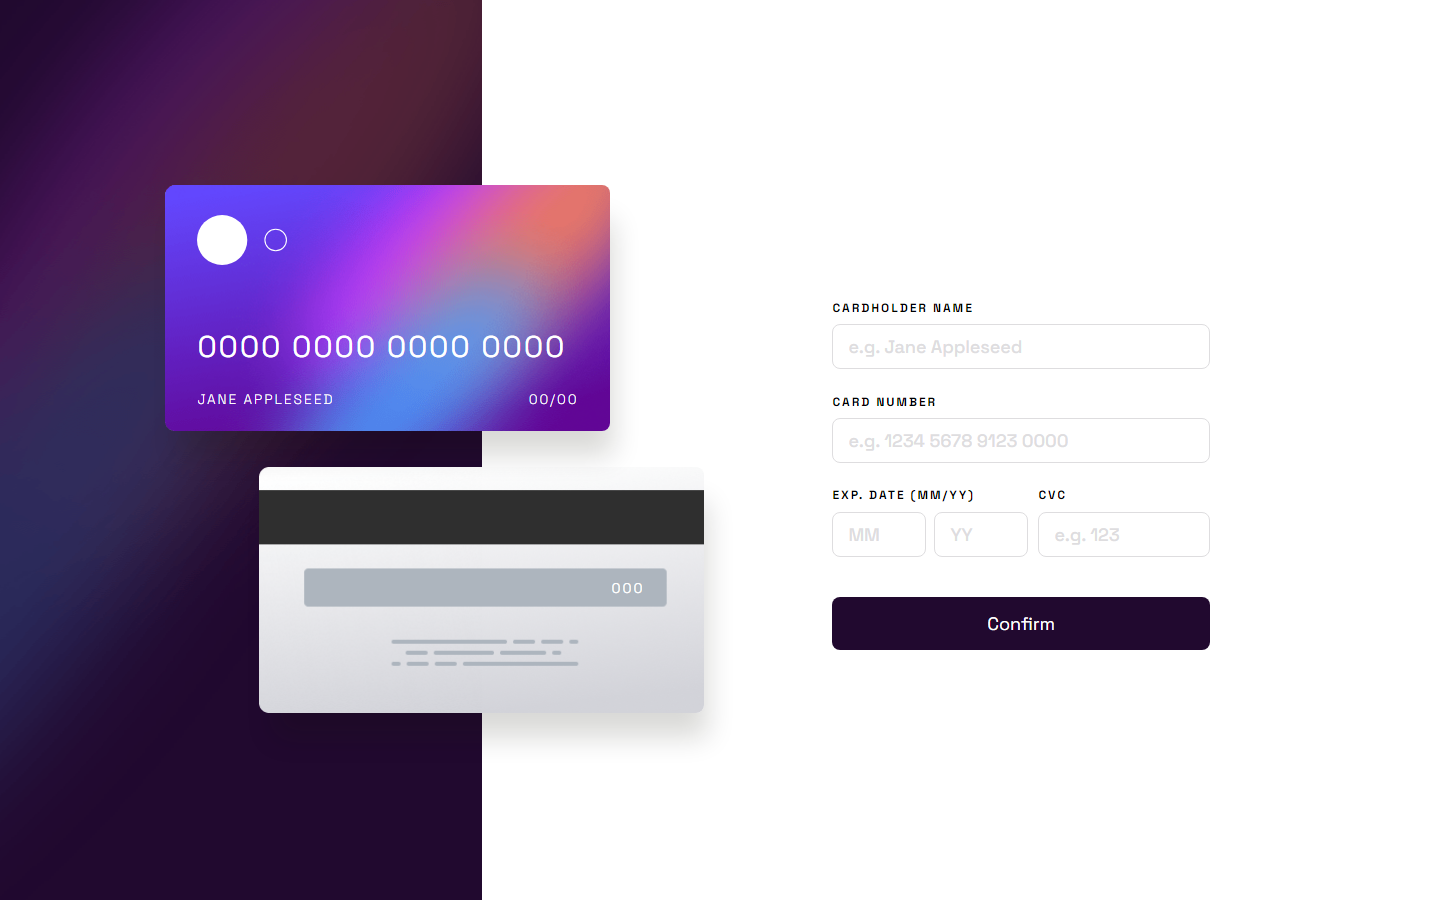 0000 0000 0000 0000
JANE APPLESEED 00/00
000
CARDHOLDER NAME
e.g. Jane Appleseed
CARD NUMBER
e.g. 1234 5678 9123 0000
EXP. DATE (MM/YY) CVC
MM YY e.g. 123
Confirm